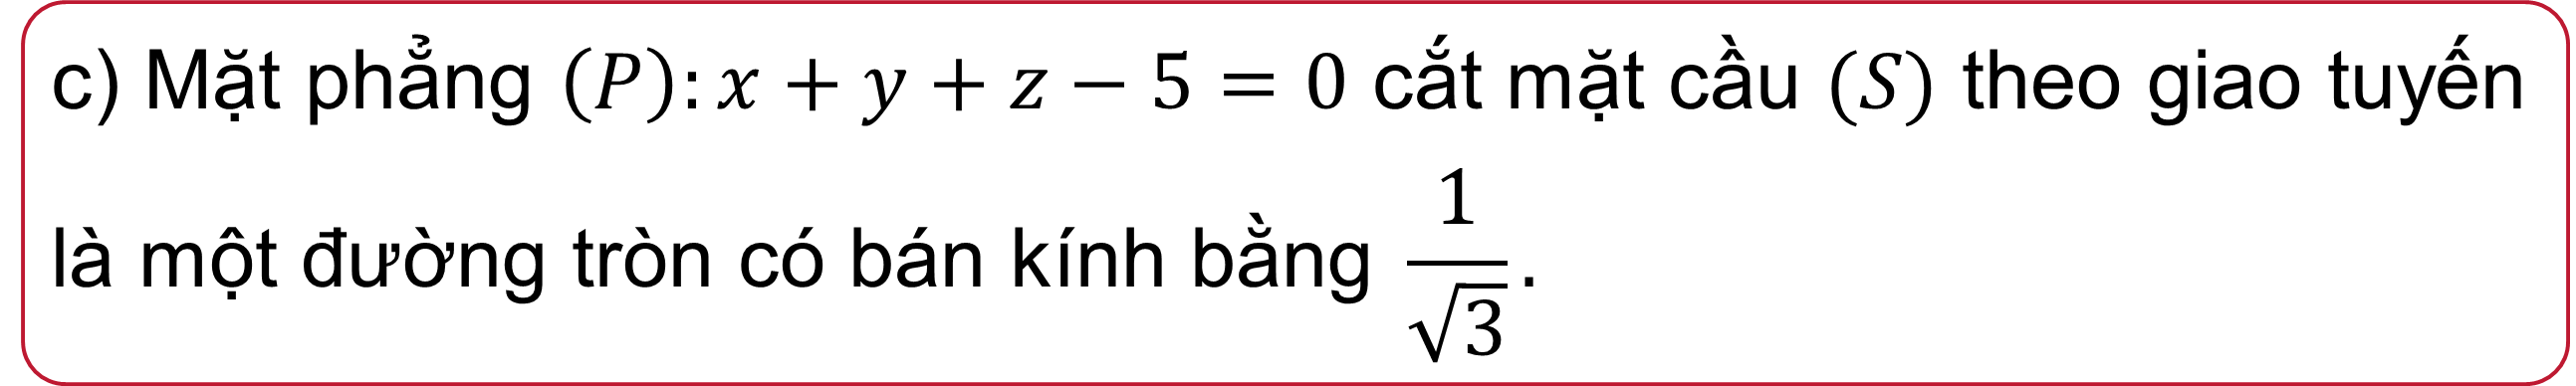 c) Mặt phẳng (P): x + y + z − 5 = 0 cắt mặt cầu (S) theo giao tuyến
là một đường tròn có bán kính bằng 1/√3.